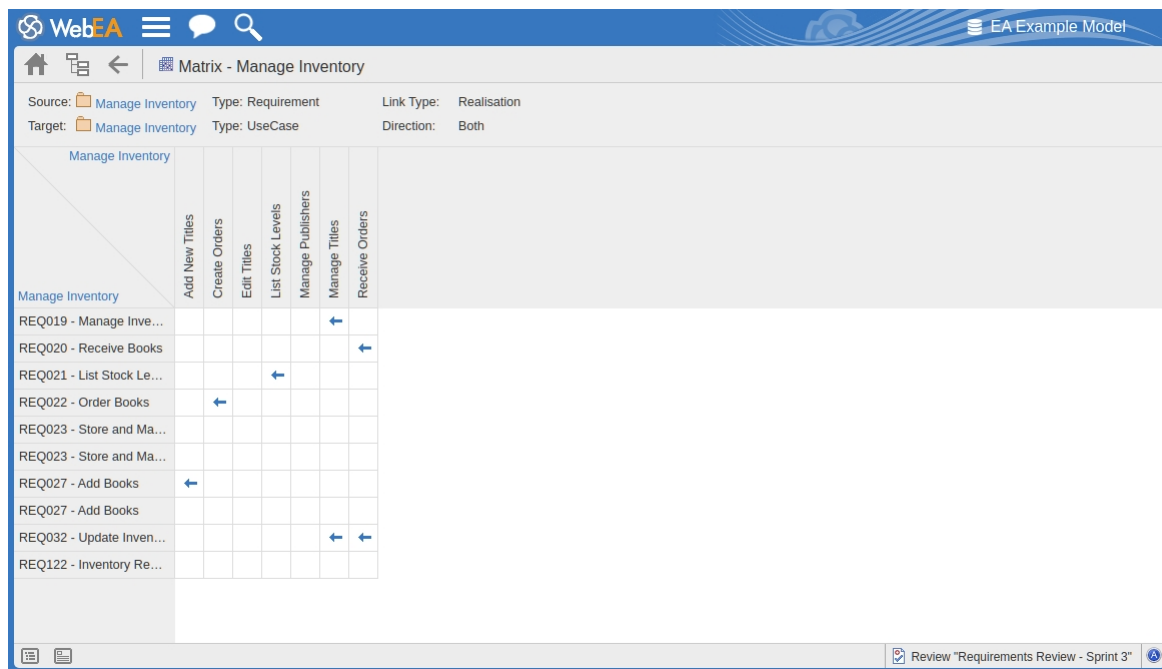 WebEA
EA Example Model
Matrix - Manage Inventory
Source: Manage Inventory Type: Requirement Link Type: Realisation
Target: Manage Inventory Type: UseCase Direction: Both
Manage Inventory
Add New Titles
Create Orders
Edit Titles
List Stock Levels
Manage Publishers
Manage Titles
Receive Orders
Manage Inventory
REQ019 - Manage Inve...
REQ020 - Receive Books
REQ021 - List Stock Le...
REQ022 - Order Books
REQ023 - Store and Ma...
REQ023 - Store and Ma...
REQ027 - Add Books
REQ027 - Add Books
REQ032 - Update Inven...
REQ122 - Inventory Re...
Review "Requirements Review - Sprint 3"